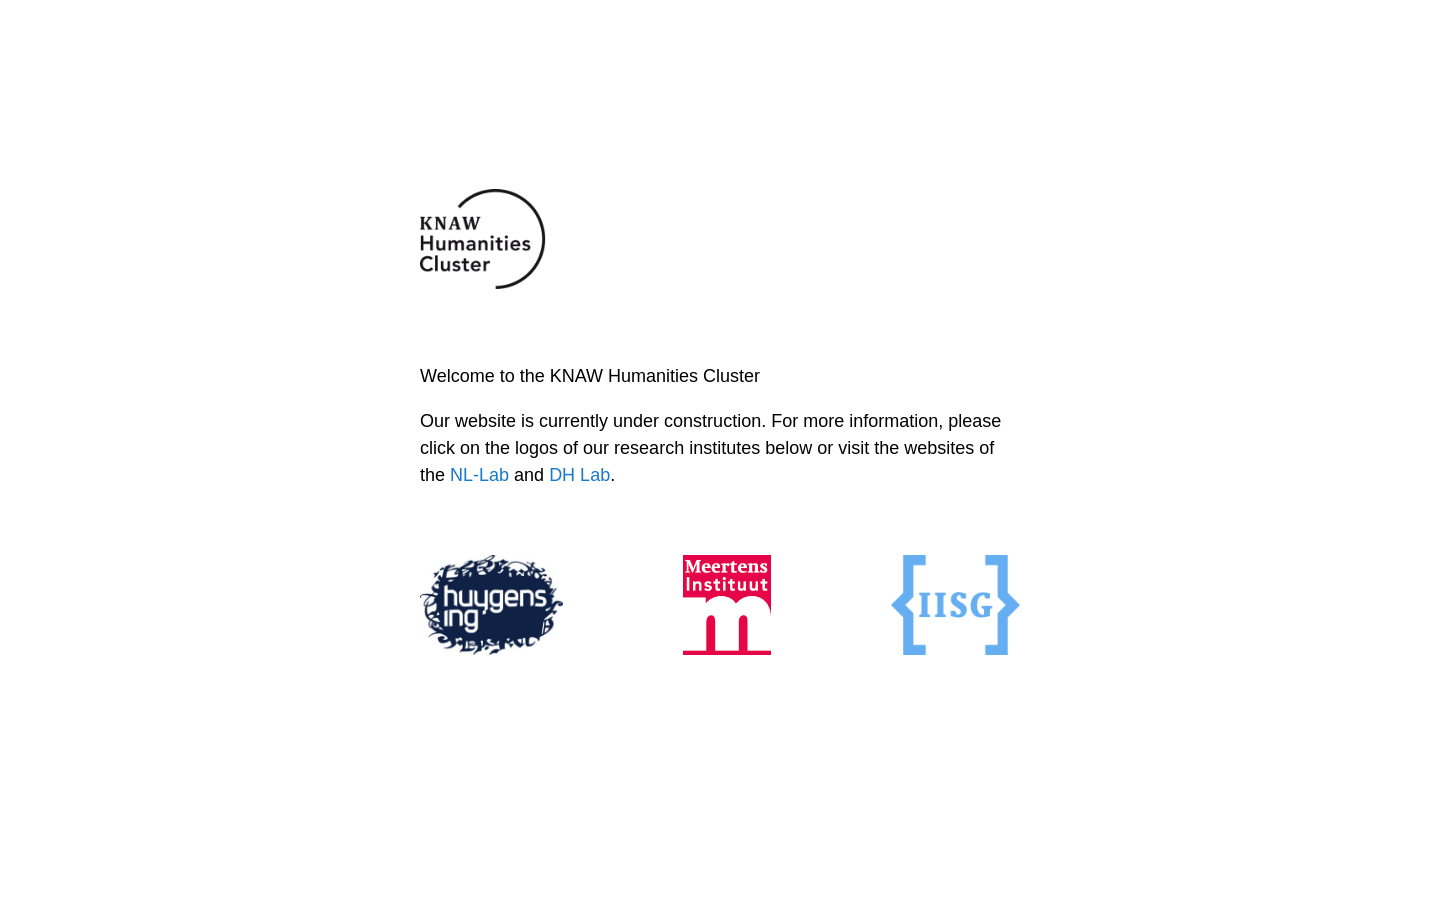 KNAW
Humanities
Cluster
Welcome to the KNAW Humanities Cluster
Our website is currently under construction. For more information, please
click on the logos of our research institutes below or visit the websites of
the NL-Lab and DH Lab.
huygens
ing
Meertens
Instituut
{IISG}